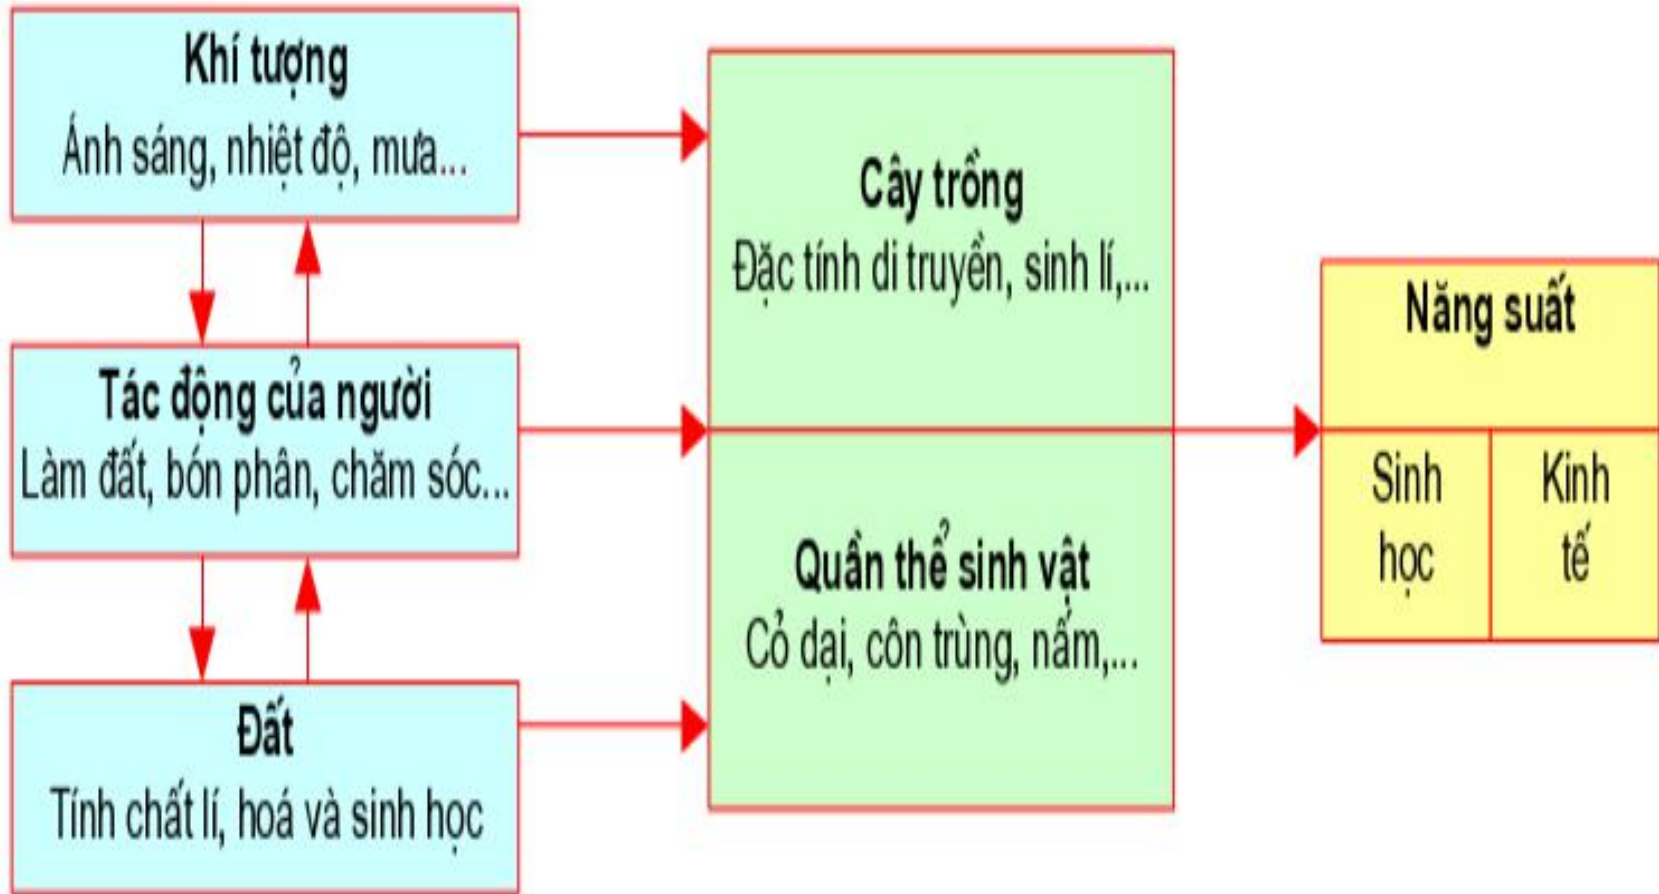 Khí tượng
Ánh sáng, nhiệt độ, mưa...
Tác động của người
Làm đất, bón phân, chăm sóc...
Đất
Tính chất lí, hoá và sinh học
Cây trồng
Đặc tính di truyền, sinh lí,...
Quần thể sinh vật
Cỏ dại, côn trùng, nấm,...
Năng suất
Sinh
học
Kinh
tế